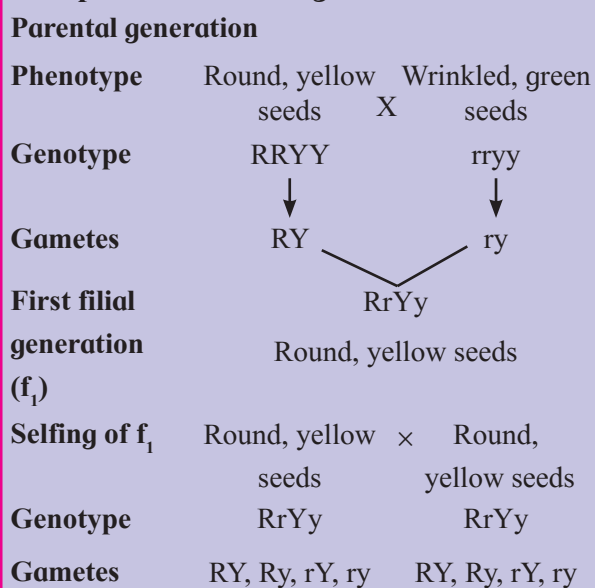 Parental generation
Phenotype Round, yellow seeds X Wrinkled, green seeds
Genotype RRYY rryy
Gametes RY ry
First filial generation (f₁) RrYy
Round, yellow seeds
Selfing of f₁ Round, yellow seeds × Round, yellow seeds
Genotype RrYy RrYy
Gametes RY, Ry, rY, ry RY, Ry, rY, ry